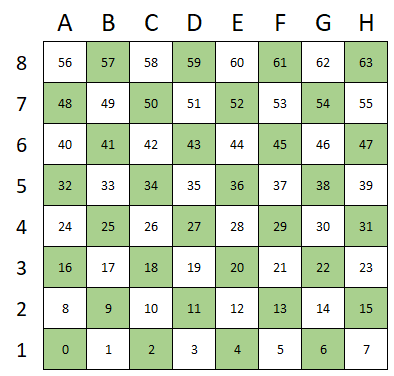 A B C D E F G H
8 56 57 58 59 60 61 62 63
7 48 49 50 51 52 53 54 55
6 40 41 42 43 44 45 46 47
5 32 33 34 35 36 37 38 39
4 24 25 26 27 28 29 30 31
3 16 17 18 19 20 21 22 23
2 8 9 10 11 12 13 14 15
1 0 1 2 3 4 5 6 7